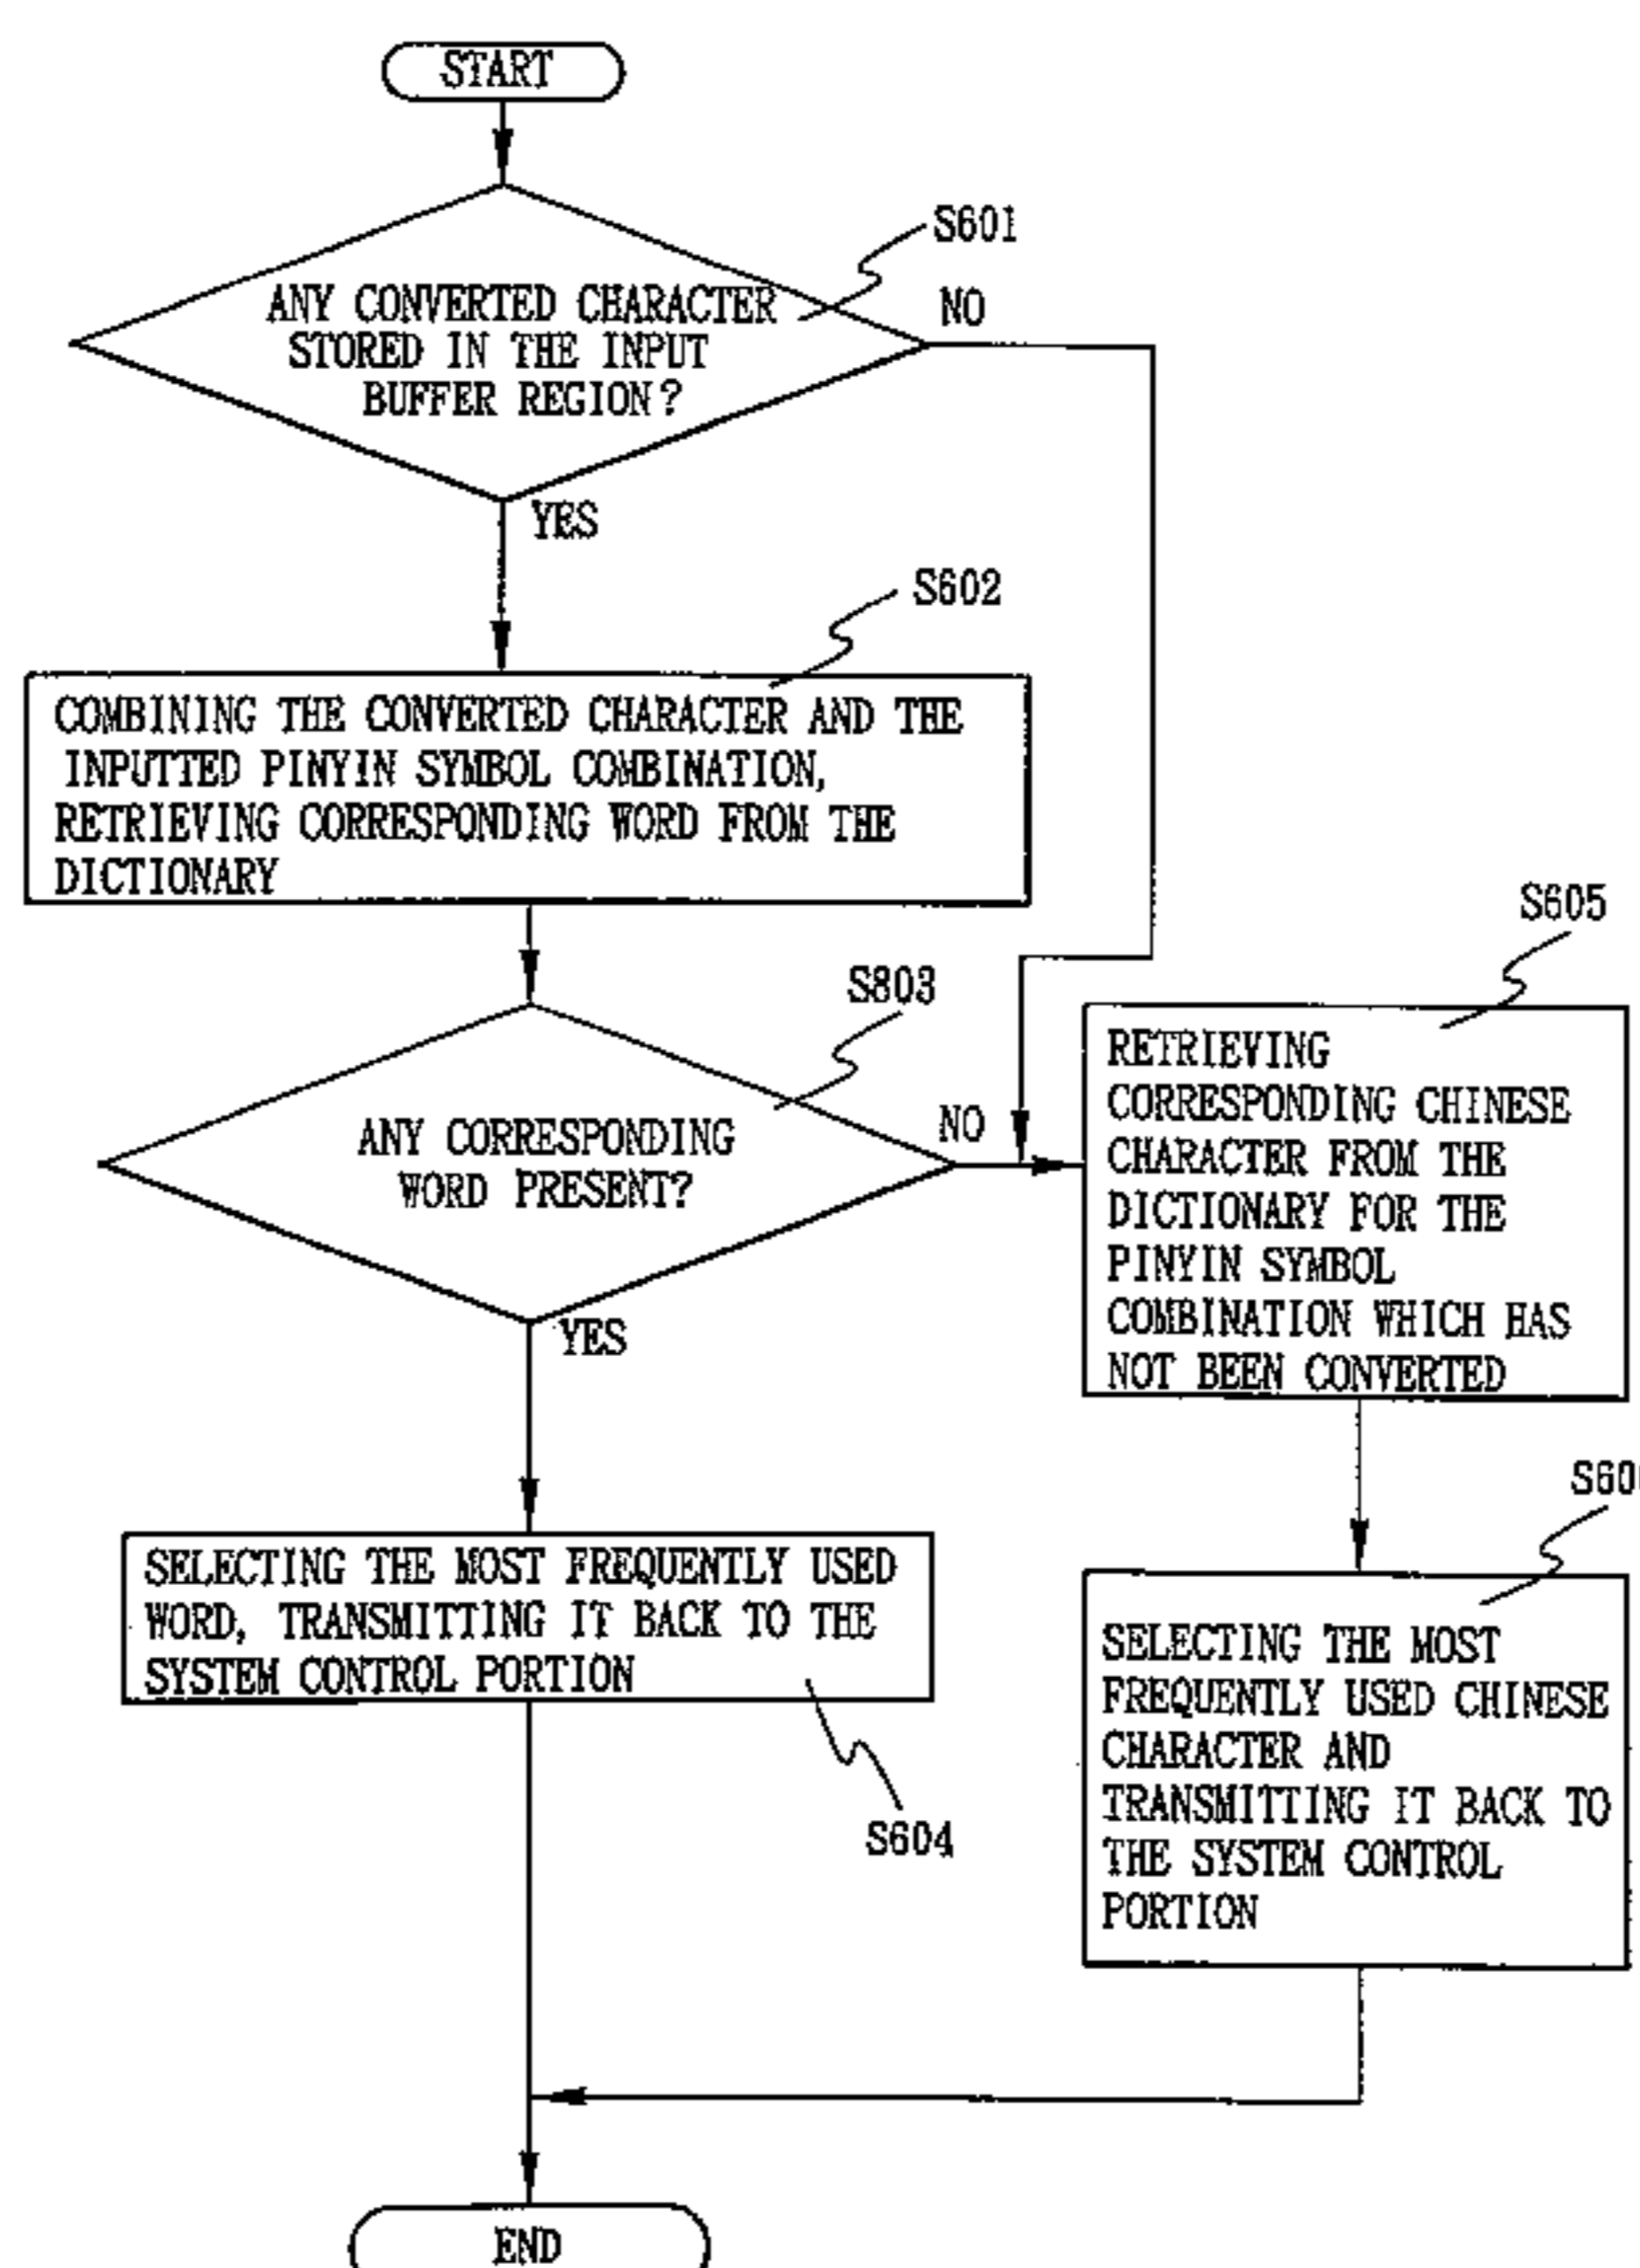 START
S601
ANY CONVERTED CHARACTER
STORED IN THE INPUT
BUFFER REGION?
NO
YES
S602
COMBINING THE CONVERTED CHARACTER AND THE
INPUTTED PINYIN SYMBOL COMBINATION,
RETRIEVING CORRESPONDING WORD FROM THE
DICTIONARY
S803
ANY CORRESPONDING
WORD PRESENT?
NO
YES
S605
RETRIEVING
CORRESPONDING CHINESE
CHARACTER FROM THE
DICTIONARY FOR THE
PINYIN SYMBOL
COMBINATION WHICH HAS
NOT BEEN CONVERTED
SELECTING THE MOST FREQUENTLY USED
WORD, TRANSMITTING IT BACK TO THE
SYSTEM CONTROL PORTION
S604
SELECTING THE MOST
FREQUENTLY USED CHINESE
CHARACTER AND
TRANSMITTING IT BACK TO
THE SYSTEM CONTROL
PORTION
END